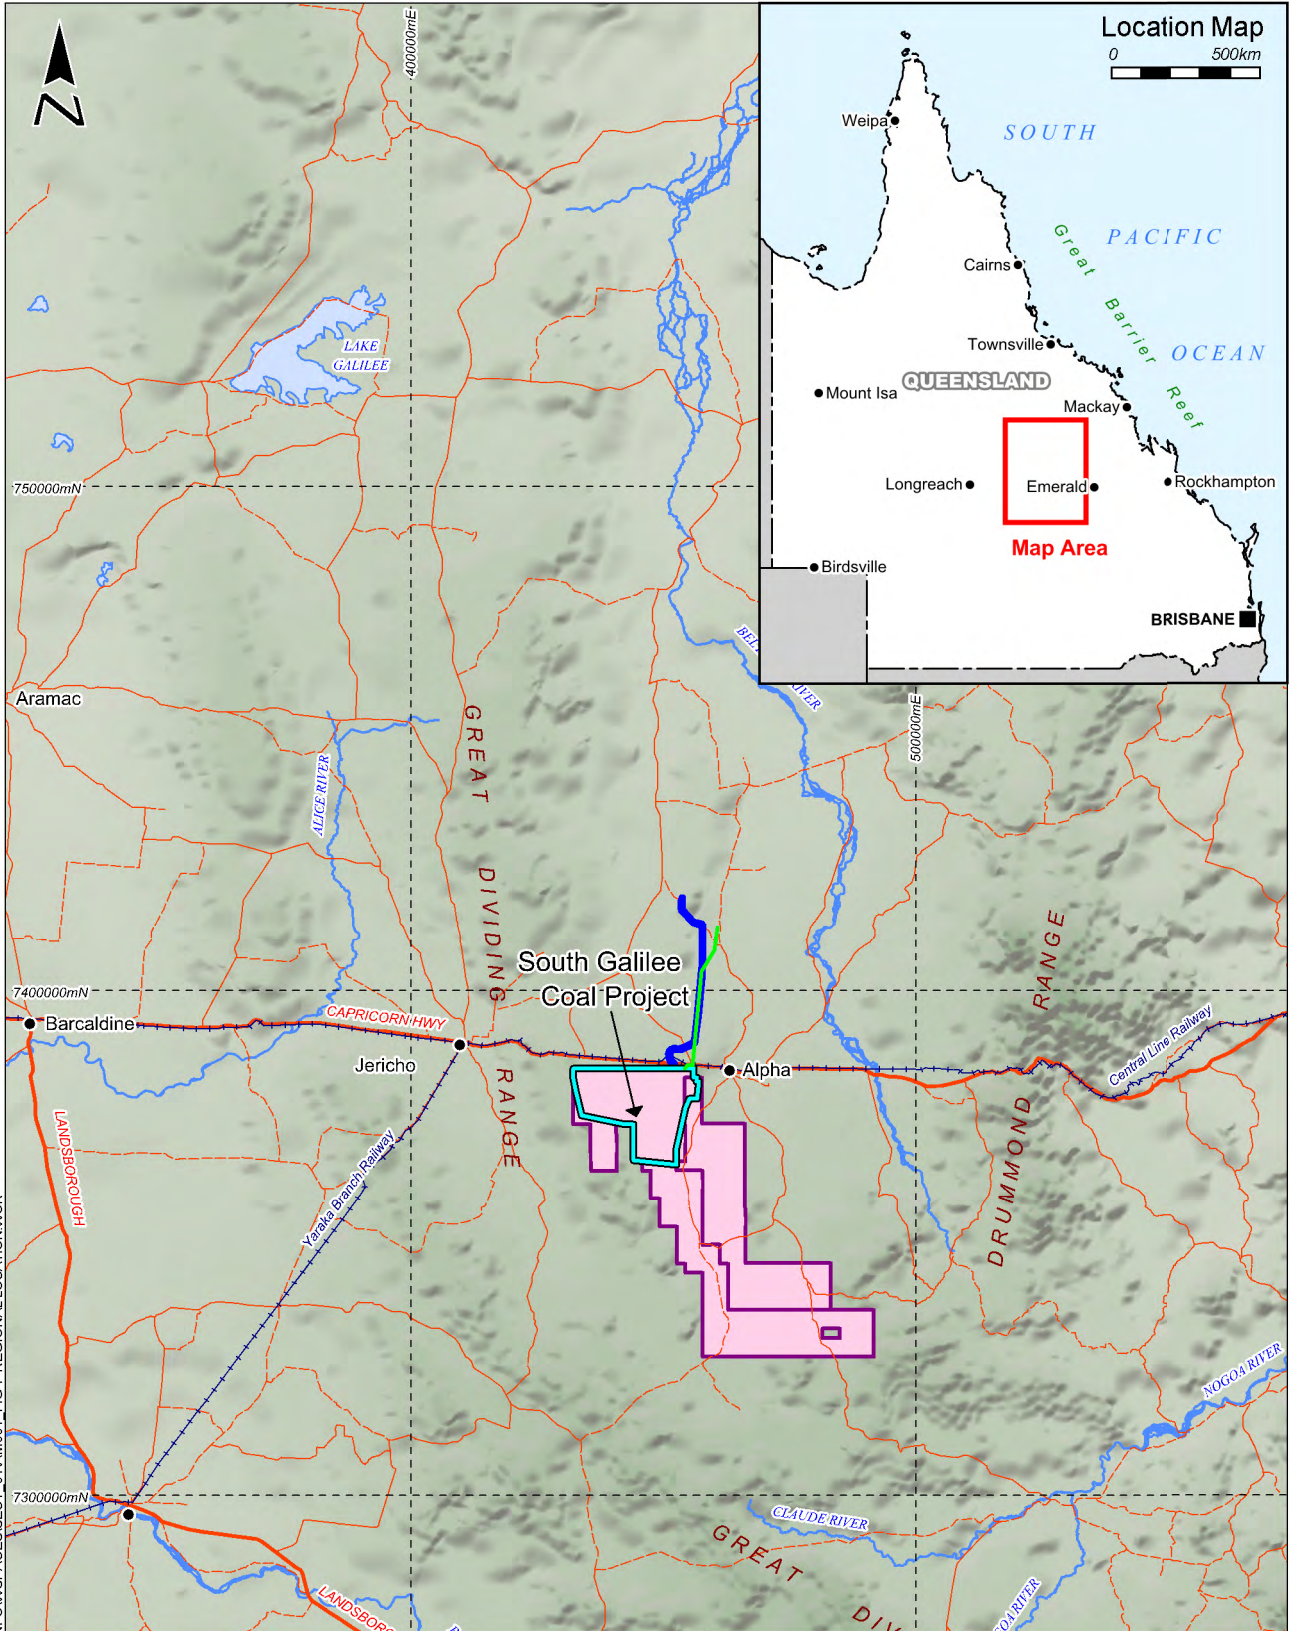 N
400000mE
Location Map
0 500km
Weipa
SOUTH
PACIFIC
OCEAN
Great Barrier Reef
Cairns
Townsville
QUEENSLAND
Mount Isa
Mackay
Longreach
Emerald
Rockhampton
Map Area
Birdsville
BRISBANE
LAKE
GALILEE
750000mN
Aramac
ALICE RIVER
GREAT DIVIDING RANGE
500000mE
South Galilee
Coal Project
DRUMMOND RANGE
7400000mN
Barcaldine
CAPRICORN HWY
Jericho
Alpha
Central Line Railway
LANDSBOROUGH
Yaraka Branch Railway
NOGOA RIVER
7300000mN
CLAUDE RIVER
GREAT